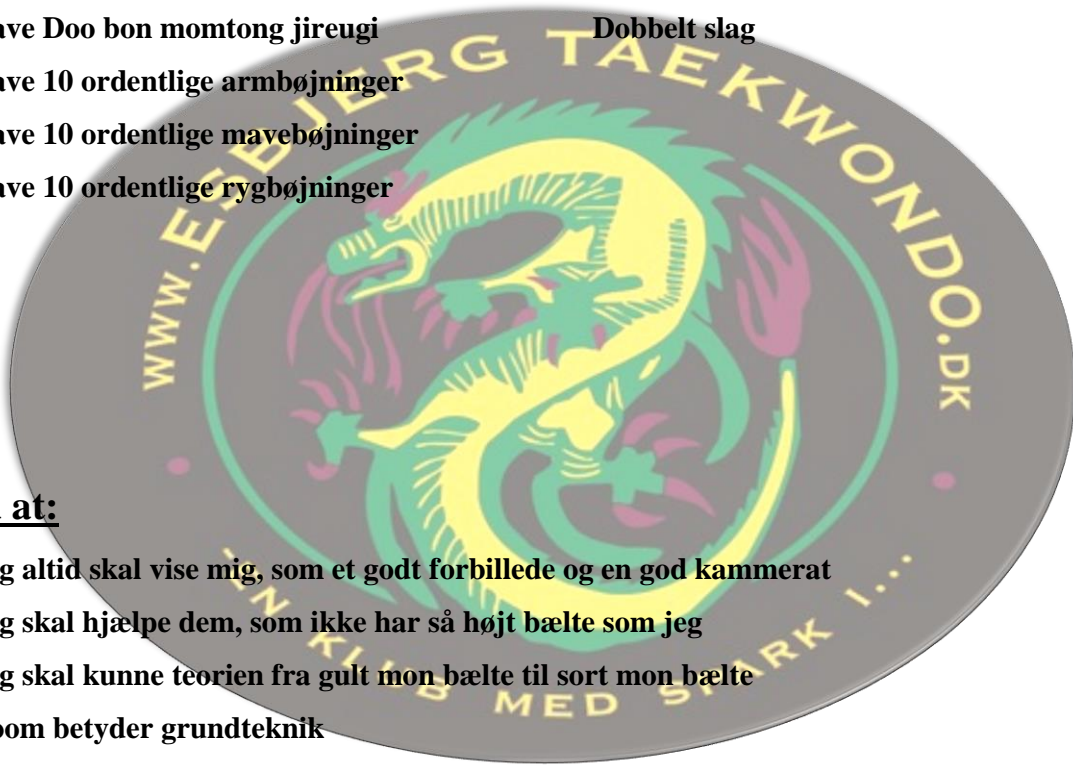 ave Doo bon momtong jireugi Dobbelt slag
ave 10 ordentlige armbøjninger
ave 10 ordentlige mavebøjninger
ave 10 ordentlige rygbøjninger
WWW.ESBJERG TAEKWONDO.DK
at:
g altid skal vise mig, som et godt forbillede og en god kammerat
g skal hjælpe dem, som ikke har så højt bælte som jeg
g skal kunne teorien fra gult mon bælte til sort mon bælte
oom betyder grundteknik
-EN KLUB MED SPARK I...